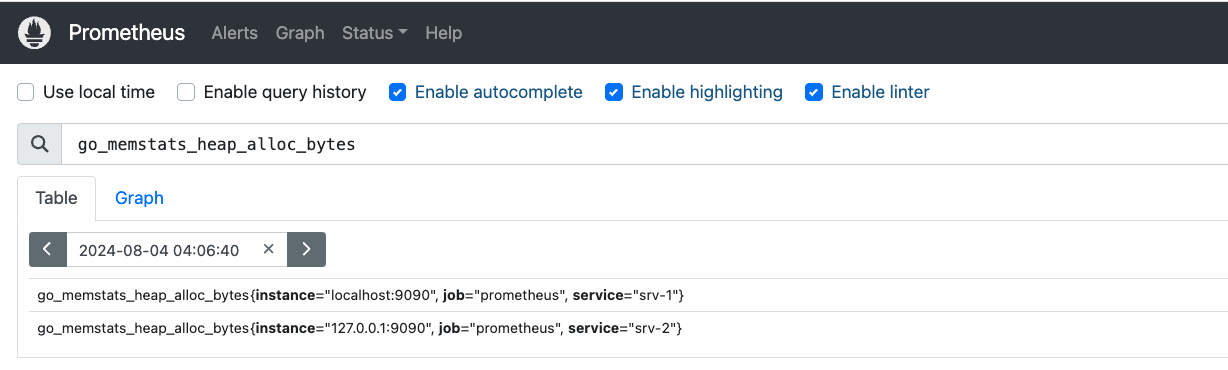 Prometheus Alerts Graph Status Help
Use local time Enable query history Enable autocomplete Enable highlighting Enable linter
go_memstats_heap_alloc_bytes
Table Graph
2024-08-04 04:06:40
go_memstats_heap_alloc_bytes{instance="localhost:9090", job="prometheus", service="srv-1"}
go_memstats_heap_alloc_bytes{instance="127.0.0.1:9090", job="prometheus", service="srv-2"}